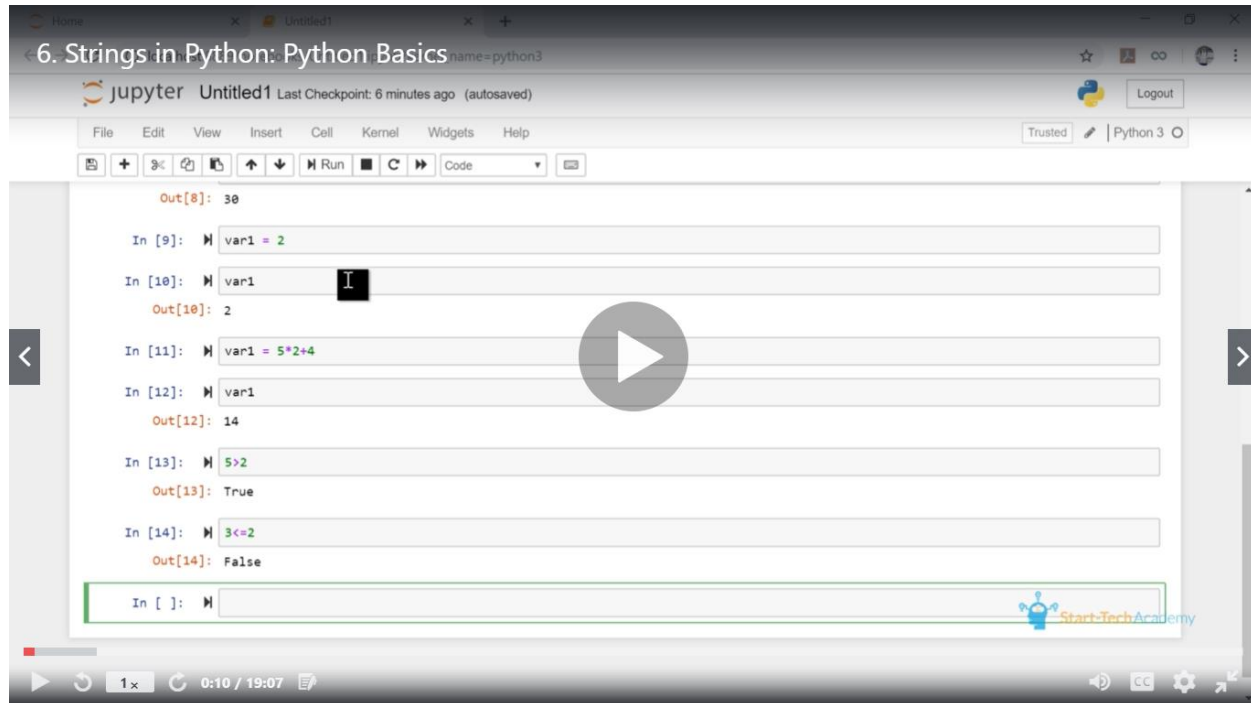 Home Untitled1
6. Strings in Python: Python Basics name=python3
jupyter Untitled1 Last Checkpoint: 6 minutes ago (autosaved) Logout
File Edit View Insert Cell Kernel Widgets Help Trusted Python 3
Run Code
Out[8]: 30
In [9]: var1 = 2
In [10]: var1
Out[10]: 2
In [11]: var1 = 5*2+4
In [12]: var1
Out[12]: 14
In [13]: 5>2
Out[13]: True
In [14]: 3<=2
Out[14]: False
In [ ]:
Start-Tech Academy
1x 0:10 / 19:07 CC